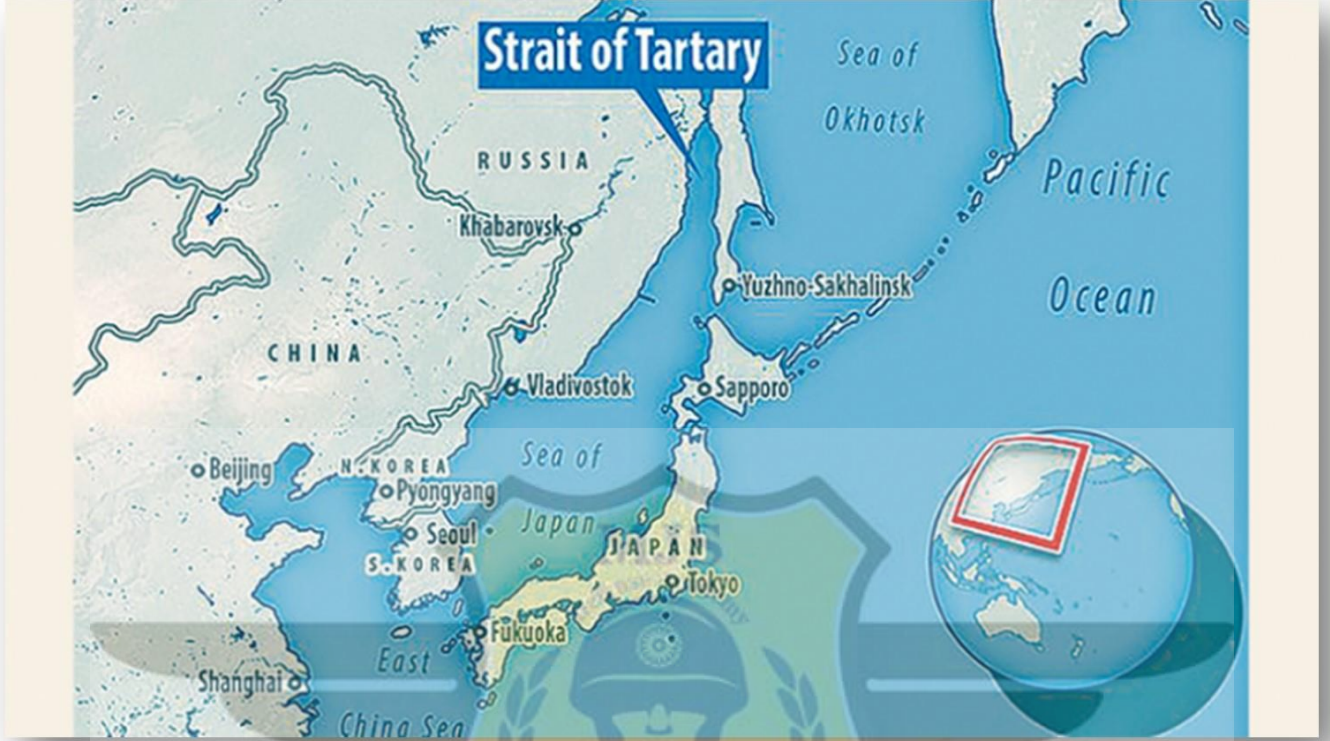 Strait of Tartary
Sea of
Okhotsk
RUSSIA
Pacific
Khabarovsk
Yuzhno-Sakhalinsk
Ocean
CHINA
Vladivostok
Sapporo
Sea of
Beijing
N.KOREA
Pyongyang
Japan
Seoul
JAPAN
S.KOREA
Tokyo
Fukuoka
East
Shanghai
China Sea